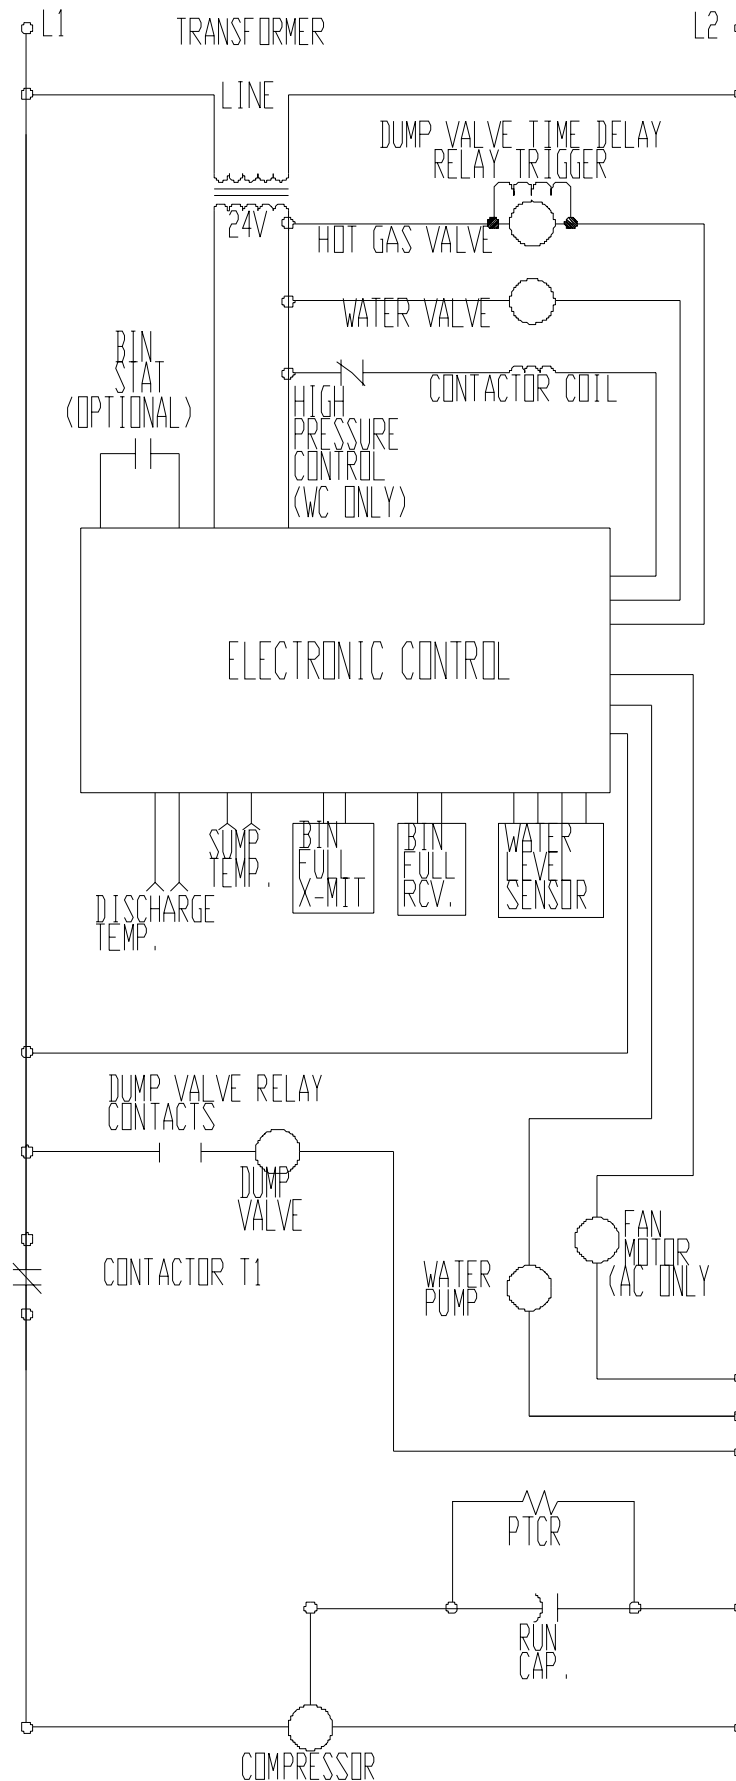 L1
TRANSFORMER
L2
LINE
DUMP VALVE TIME DELAY
RELAY TRIGGER
24V
HOT GAS VALVE
WATER VALVE
BIN
STAT
(OPTIONAL)
CONTACTOR COIL
HIGH
PRESSURE
CONTROL
(WC ONLY)
ELECTRONIC CONTROL
DISCHARGE
TEMP.
SUMP
TEMP.
BIN
FULL
X-MIT
BIN
FULL
RCV.
WATER
LEVEL
SENSOR
DUMP VALVE RELAY
CONTACTS
DUMP
VALVE
CONTACTOR T1
WATER
PUMP
FAN
MOTOR
(AC ONLY
PTCR
RUN
CAP.
COMPRESSOR